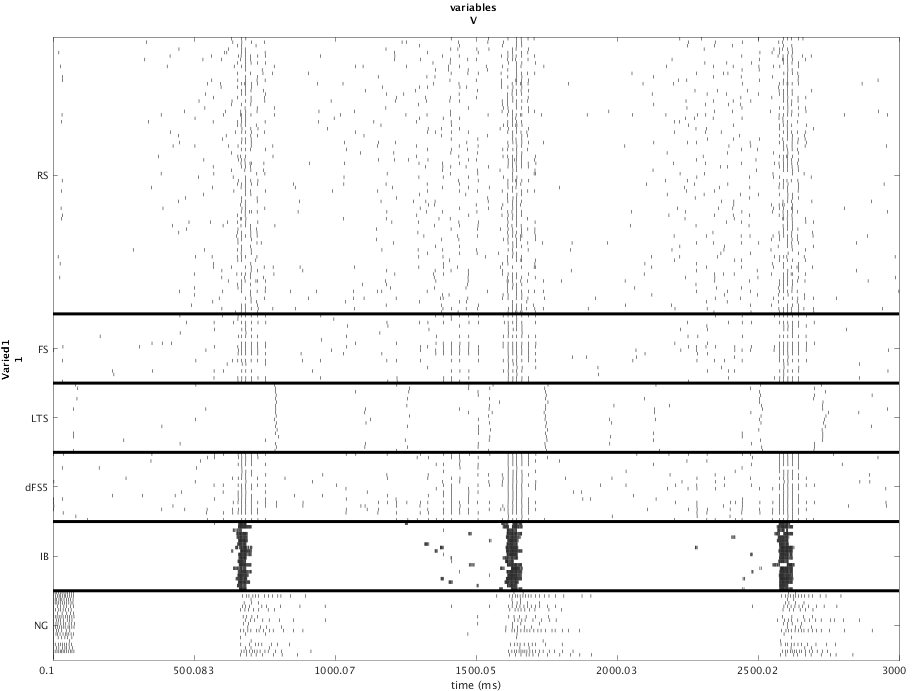 variables
V
RS
FS
LTS
dFS5
IB
NG
Varied1
1
0.1 500.083 1000.07 1500.05 2000.03 2500.02 3000
time (ms)